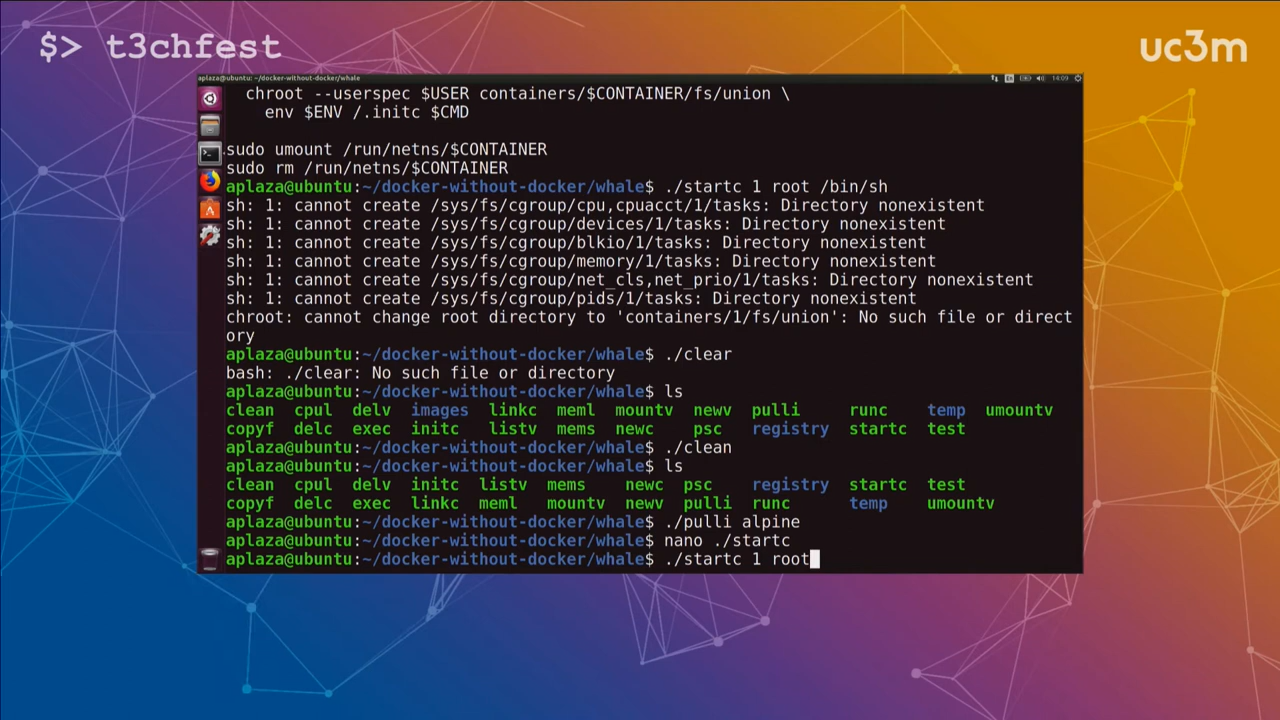 $> t3chfest
uc3m
aplaza@ubuntu: ~/docker-without-docker/whale
14:09
chroot --userspec $USER containers/$CONTAINER/fs/union \
env $ENV /.initc $CMD
sudo umount /run/netns/$CONTAINER
sudo rm /run/netns/$CONTAINER
aplaza@ubuntu:~/docker-without-docker/whale$ ./startc 1 root /bin/sh
sh: 1: cannot create /sys/fs/cgroup/cpu,cpuacct/1/tasks: Directory nonexistent
sh: 1: cannot create /sys/fs/cgroup/devices/1/tasks: Directory nonexistent
sh: 1: cannot create /sys/fs/cgroup/blkio/1/tasks: Directory nonexistent
sh: 1: cannot create /sys/fs/cgroup/memory/1/tasks: Directory nonexistent
sh: 1: cannot create /sys/fs/cgroup/net_cls,net_prio/1/tasks: Directory nonexistent
sh: 1: cannot create /sys/fs/cgroup/pids/1/tasks: Directory nonexistent
chroot: cannot change root directory to 'containers/1/fs/union': No such file or direct
ory
aplaza@ubuntu:~/docker-without-docker/whale$ ./clear
bash: ./clear: No such file or directory
aplaza@ubuntu:~/docker-without-docker/whale$ ls
clean cpul delv images linkc meml mountv newv pulli runc temp umountv
copyf delc exec initc listv mems newc psc registry startc test
aplaza@ubuntu:~/docker-without-docker/whale$ ./clean
aplaza@ubuntu:~/docker-without-docker/whale$ ls
clean cpul delv initc listv mems newc psc registry startc test
copyf delc exec linkc meml mountv newv pulli runc temp umountv
aplaza@ubuntu:~/docker-without-docker/whale$ ./pulli alpine
aplaza@ubuntu:~/docker-without-docker/whale$ nano ./startc
aplaza@ubuntu:~/docker-without-docker/whale$ ./startc 1 root